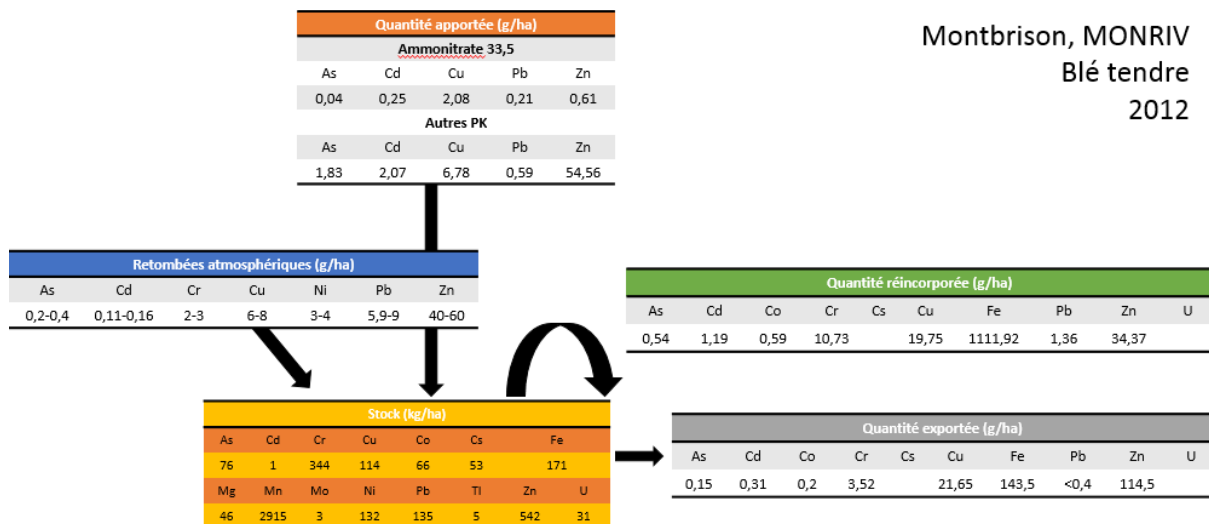 Montbrison, MONRIV
Blé tendre
2012
Quantité apportée (g/ha)
Ammonitrate 33,5
As Cd Cu Pb Zn
0,04 0,25 2,08 0,21 0,61
Autres PK
As Cd Cu Pb Zn
1,83 2,07 6,78 0,59 54,56
Retombées atmosphériques (g/ha)
As Cd Cr Cu Ni Pb Zn
0,2-0,4 0,11-0,16 2-3 6-8 3-4 5,9-9 40-60
Quantité réincorporée (g/ha)
As Cd Co Cr Cs Cu Fe Pb Zn U
0,54 1,19 0,59 10,73 19,75 1111,92 1,36 34,37
Stock (kg/ha)
As Cd Cr Cu Co Cs Fe
76 1 344 114 66 53 171
Mg Mn Mo Ni Pb Tl Zn U
46 2915 3 132 135 5 542 31
Quantité exportée (g/ha)
As Cd Co Cr Cs Cu Fe Pb Zn U
0,15 0,31 0,2 3,52 21,65 143,5 <0,4 114,5